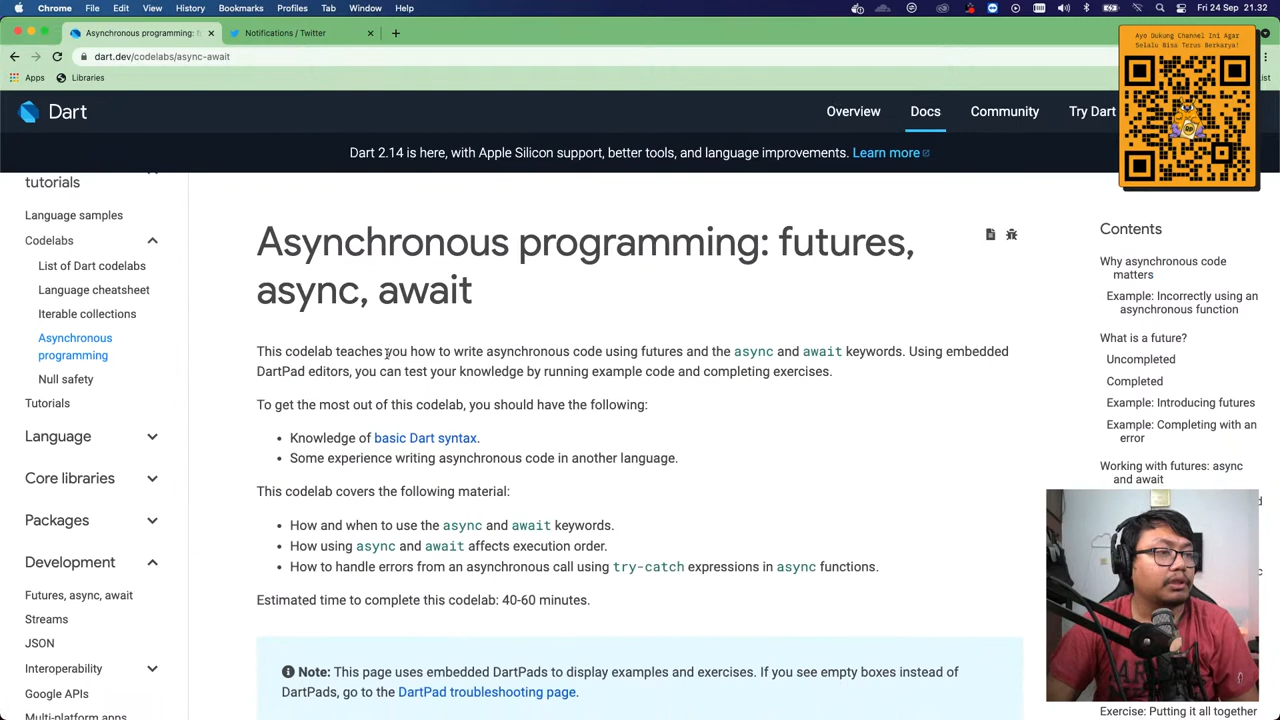 Chrome File Edit View History Bookmarks Profiles Tab Window Help Fri 24 Sep 21.32
Asynchronous programming: f
Notifications / Twitter
dart.dev/codelabs/async-await
Apps Libraries
Ayo Dukung Channel Ini Agar
Selalu Bisa Terus Berkarya!
Dart
Overview Docs Community Try Dart
Dart 2.14 is here, with Apple Silicon support, better tools, and language improvements. Learn more
tutorials
Language samples
Codelabs
List of Dart codelabs
Language cheatsheet
Iterable collections
Asynchronous
programming
Null safety
Tutorials
Language
Core libraries
Packages
Development
Futures, async, await
Streams
JSON
Interoperability
Google APIs
Multi-platform apps
Asynchronous programming: futures,
async, await
This codelab teaches you how to write asynchronous code using futures and the async and await keywords. Using embedded
DartPad editors, you can test your knowledge by running example code and completing exercises.
To get the most out of this codelab, you should have the following:
• Knowledge of basic Dart syntax.
• Some experience writing asynchronous code in another language.
This codelab covers the following material:
• How and when to use the async and await keywords.
• How using async and await affects execution order.
• How to handle errors from an asynchronous call using try-catch expressions in async functions.
Estimated time to complete this codelab: 40-60 minutes.
Note: This page uses embedded DartPads to display examples and exercises. If you see empty boxes instead of
DartPads, go to the DartPad troubleshooting page.
Contents
Why asynchronous code
matters
Example: Incorrectly using an
asynchronous function
What is a future?
Uncompleted
Completed
Example: Introducing futures
Example: Completing with an
error
Working with futures: async
and await
Exercise: Putting it all together